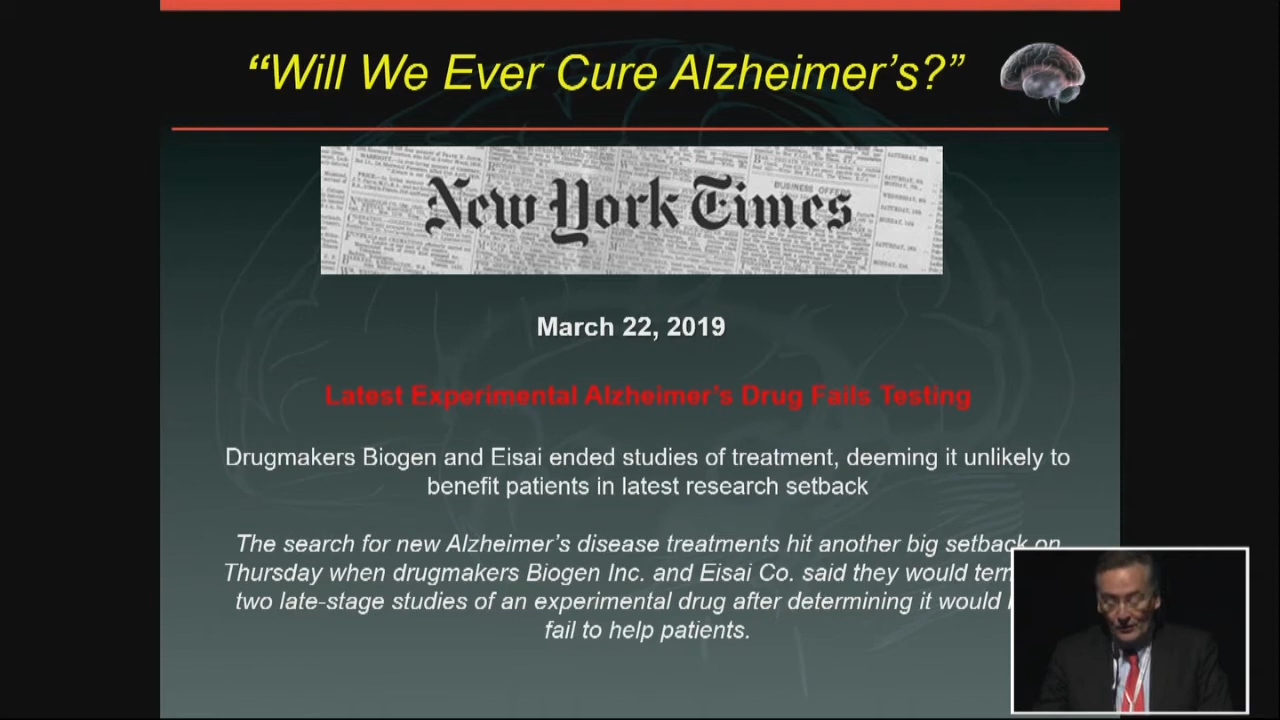 “Will We Ever Cure Alzheimer’s?”
BUSINESS OFFERS
New York Times
March 22, 2019
Latest Experimental Alzheimer’s Drug Fails Testing
Drugmakers Biogen and Eisai ended studies of treatment, deeming it unlikely to
benefit patients in latest research setback
The search for new Alzheimer’s disease treatments hit another big setback on
Thursday when drugmakers Biogen Inc. and Eisai Co. said they would
two late-stage studies of an experimental drug after determining it would
fail to help patients.